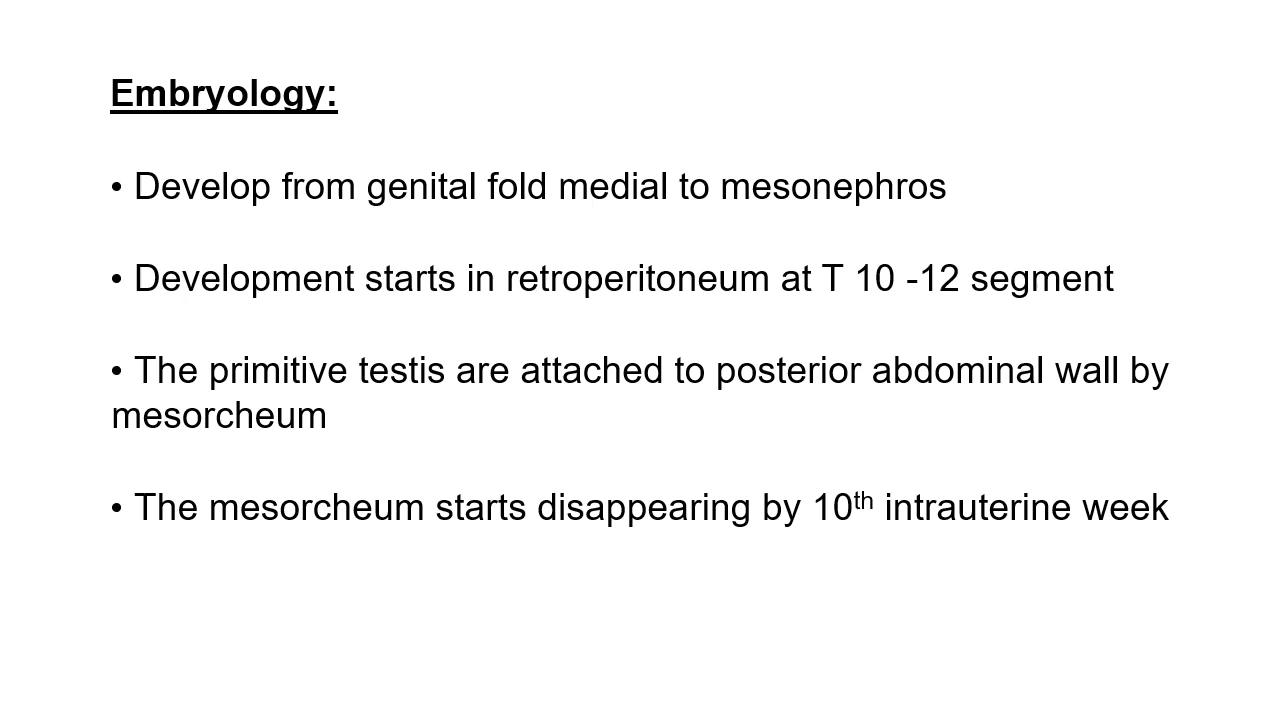 Embryology:
• Develop from genital fold medial to mesonephros
• Development starts in retroperitoneum at T 10 -12 segment
• The primitive testis are attached to posterior abdominal wall by
mesorcheum
• The mesorcheum starts disappearing by 10th intrauterine week